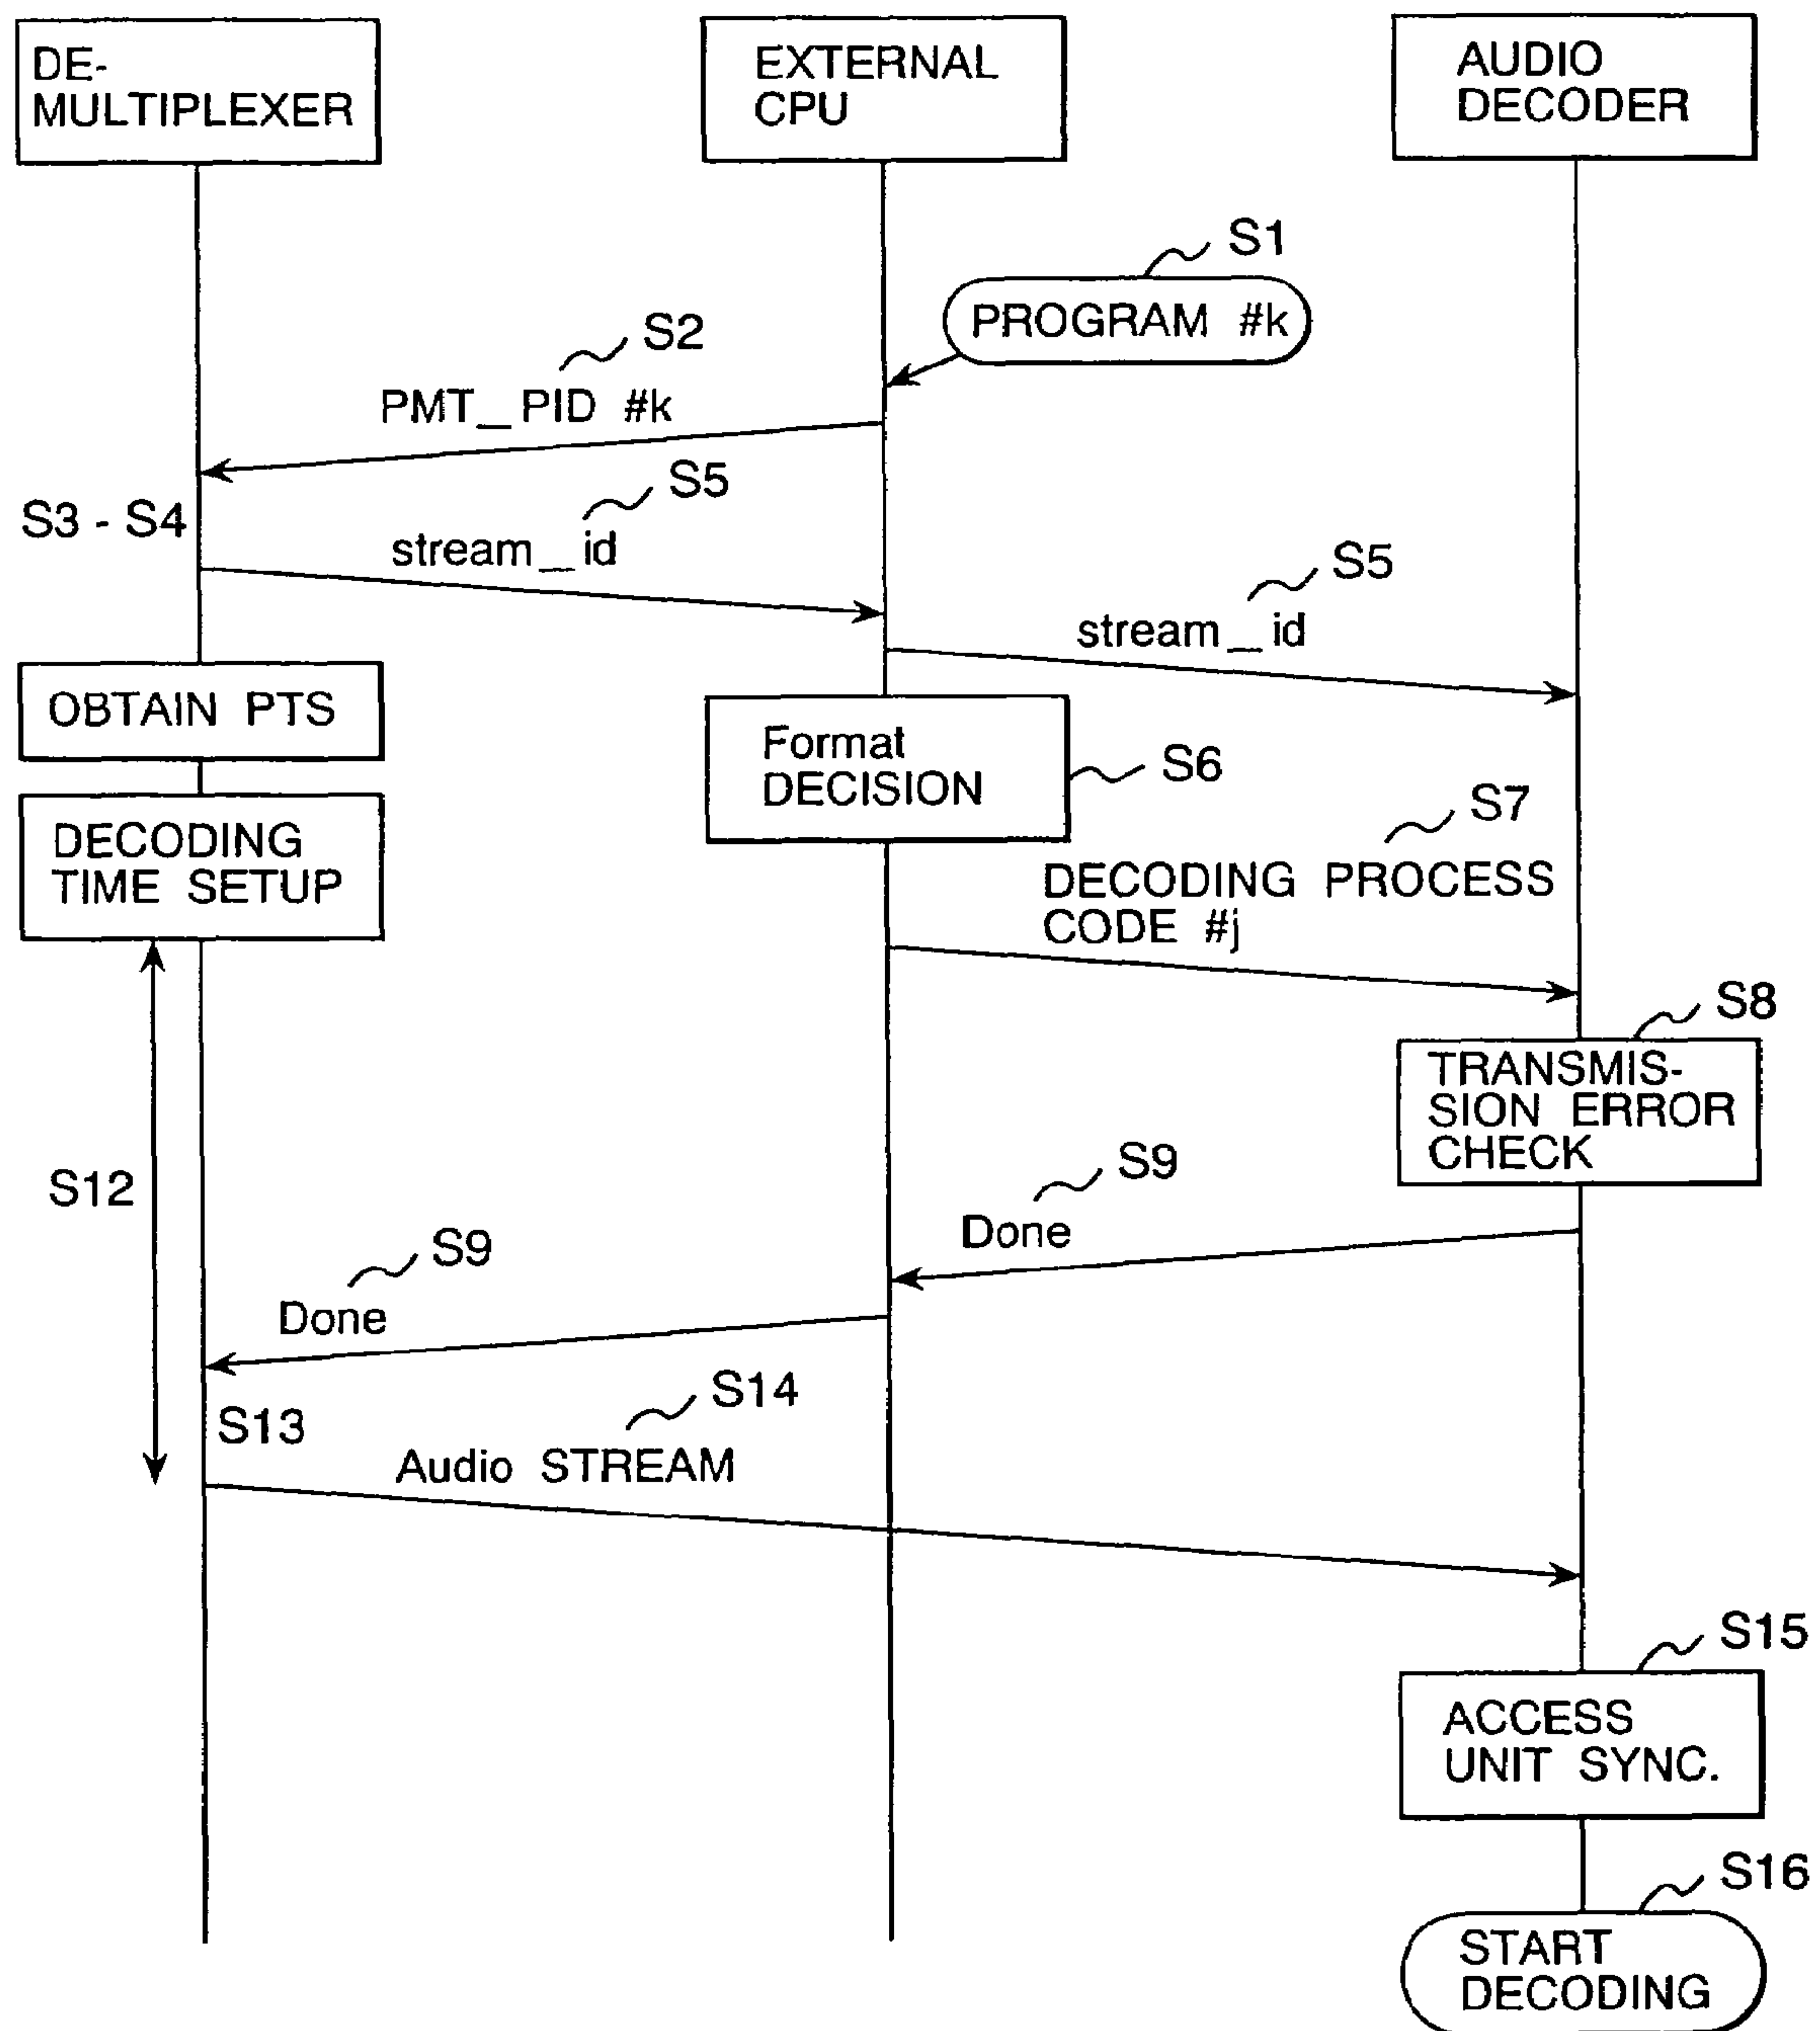 DE-
MULTIPLEXER
EXTERNAL
CPU
AUDIO
DECODER
S1
PROGRAM #k
S2
PMT_PID #k
S3 - S4
S5
stream_id
S5
stream_id
OBTAIN PTS
Format
DECISION
S6
DECODING
TIME SETUP
S7
DECODING PROCESS
CODE #j
S8
TRANSMIS-
SION ERROR
CHECK
S12
S9
Done
S9
Done
S13
S14
Audio STREAM
S15
ACCESS
UNIT SYNC.
S16
START
DECODING